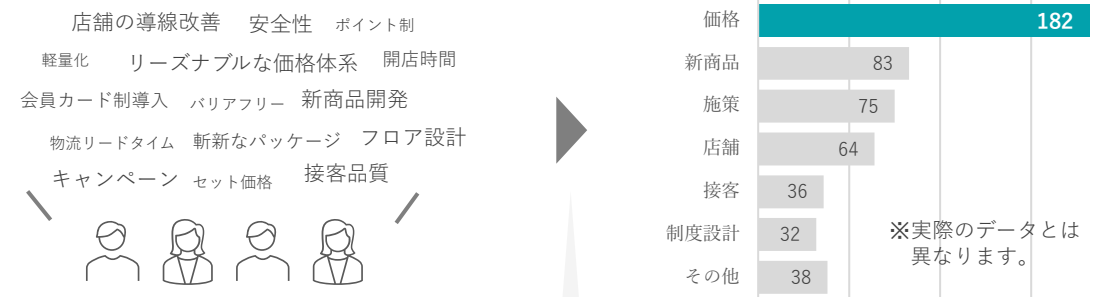 店舗の導線改善 安全性 ポイント制
軽量化 リーズナブルな価格体系 開店時間
会員カード制導入 バリアフリー 新商品開発
物流リードタイム 斬新なパッケージ フロア設計
キャンペーン セット価格 接客品質
価格 182
新商品 83
施策 75
店舗 64
接客 36
制度設計 32
その他 38
※実際のデータとは
異なります。